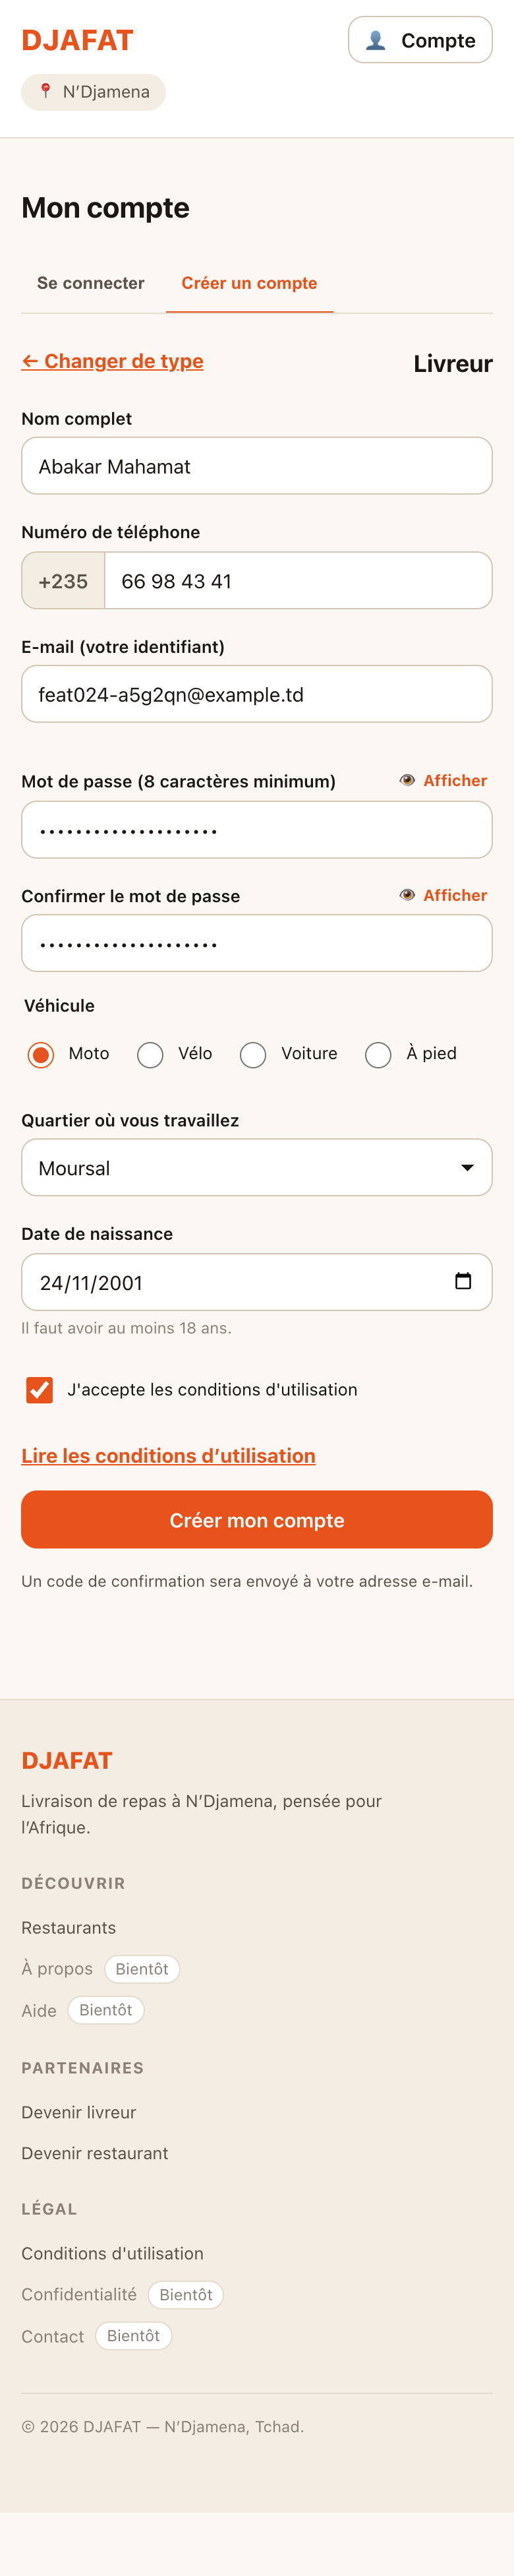 DJAFAT
Compte
N’Djamena
Mon compte
Se connecter
Créer un compte
← Changer de type
Livreur
Nom complet
Abakar Mahamat
Numéro de téléphone
+235
66 98 43 41
E-mail (votre identifiant)
feat024-a5g2qn@example.td
Mot de passe (8 caractères minimum)
Afficher
••••••••••••••••••••
Confirmer le mot de passe
Afficher
••••••••••••••••••••
Véhicule
Moto
Vélo
Voiture
À pied
Quartier où vous travaillez
Moursal
Date de naissance
24/11/2001
Il faut avoir au moins 18 ans.
J'accepte les conditions d'utilisation
Lire les conditions d’utilisation
Créer mon compte
Un code de confirmation sera envoyé à votre adresse e-mail.
DJAFAT
Livraison de repas à N’Djamena, pensée pour
l’Afrique.
DÉCOUVRIR
Restaurants
À propos Bientôt
Aide Bientôt
PARTENAIRES
Devenir livreur
Devenir restaurant
LÉGAL
Conditions d'utilisation
Confidentialité Bientôt
Contact Bientôt
© 2026 DJAFAT — N’Djamena, Tchad.